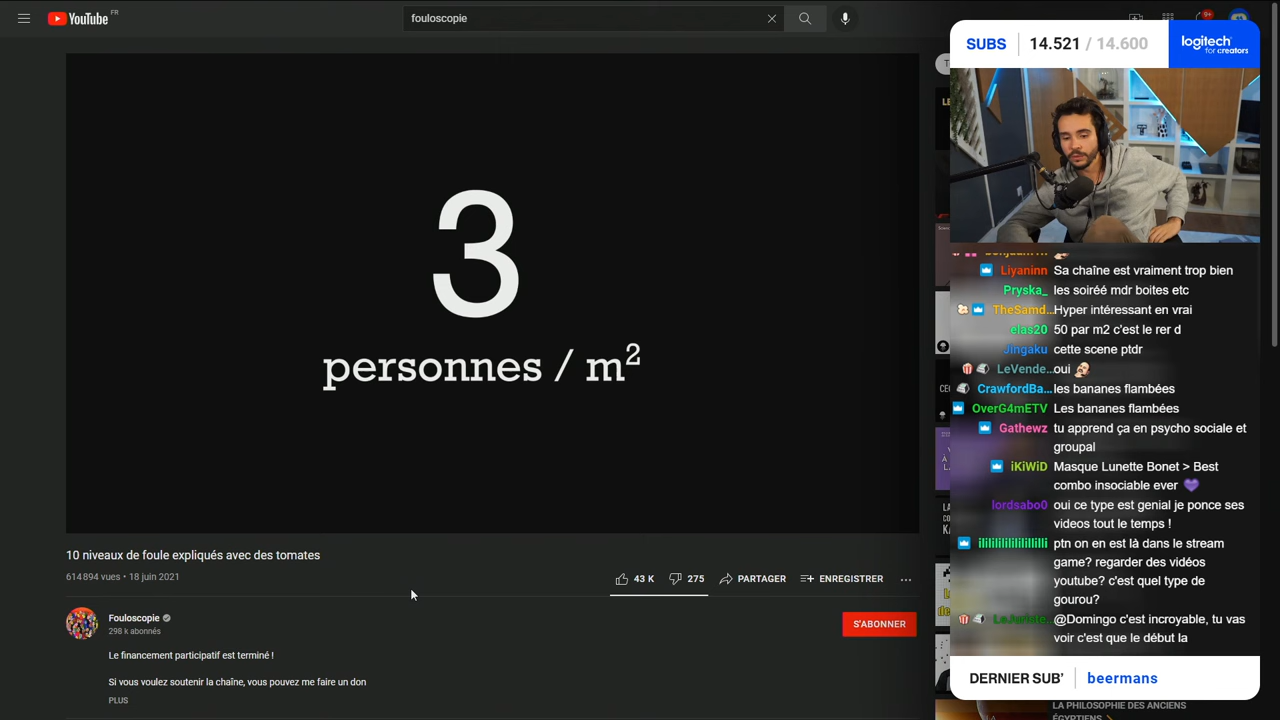 YouTube FR
fouloscopie
9+
SUBS 14.521 / 14.600
logitech
for creators
3
personnes / m²
Liyaninn Sa chaîne est vraiment trop bien
Pryska_ les soiréé mdr boites etc
TheSamd... Hyper intéressant en vrai
elas20 50 par m2 c'est le rer d
Jingaku cette scene ptdr
LeVende... oui
CrawfordBa... les bananes flambées
OverG4mETV Les bananes flambées
Gathewz tu apprend ça en psycho sociale et
groupal
iKiWiD Masque Lunette Bonet > Best
combo insociable ever
lordsabo0 oui ce type est genial je ponce ses
videos tout le temps !
ptn on en est là dans le stream
game? regarder des vidéos
youtube? c'est quel type de
gourou?
@Domingo c'est incroyable, tu vas
voir c'est que le début la
DERNIER SUB' beermans
10 niveaux de foule expliqués avec des tomates
614 894 vues • 18 juin 2021
43 K 275 PARTAGER ENREGISTRER
Fouloscopie
298 k abonnés
S'ABONNER
Le financement participatif est terminé !
Si vous voulez soutenir la chaîne, vous pouvez me faire un don
PLUS
LA PHILOSOPHIE DES ANCIENS
ÉGYPTIENS